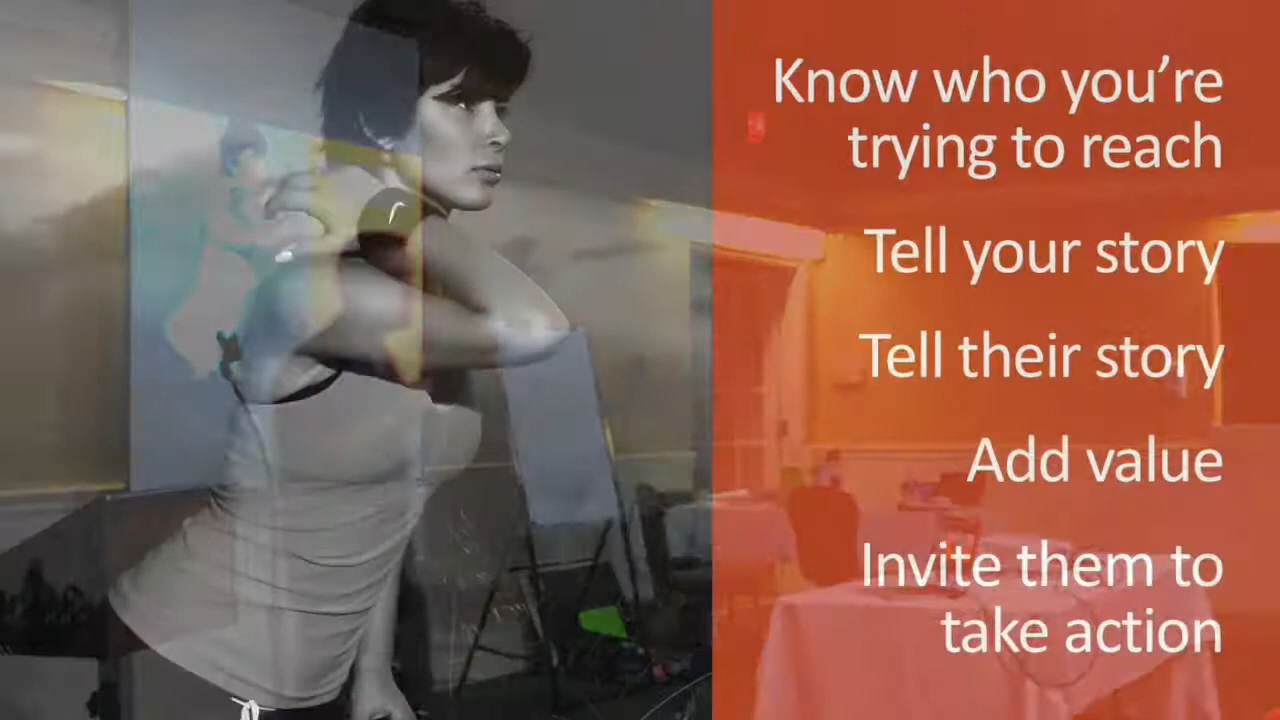 Know who you’re
trying to reach
Tell your story
Tell their story
Add value
Invite them to
take action